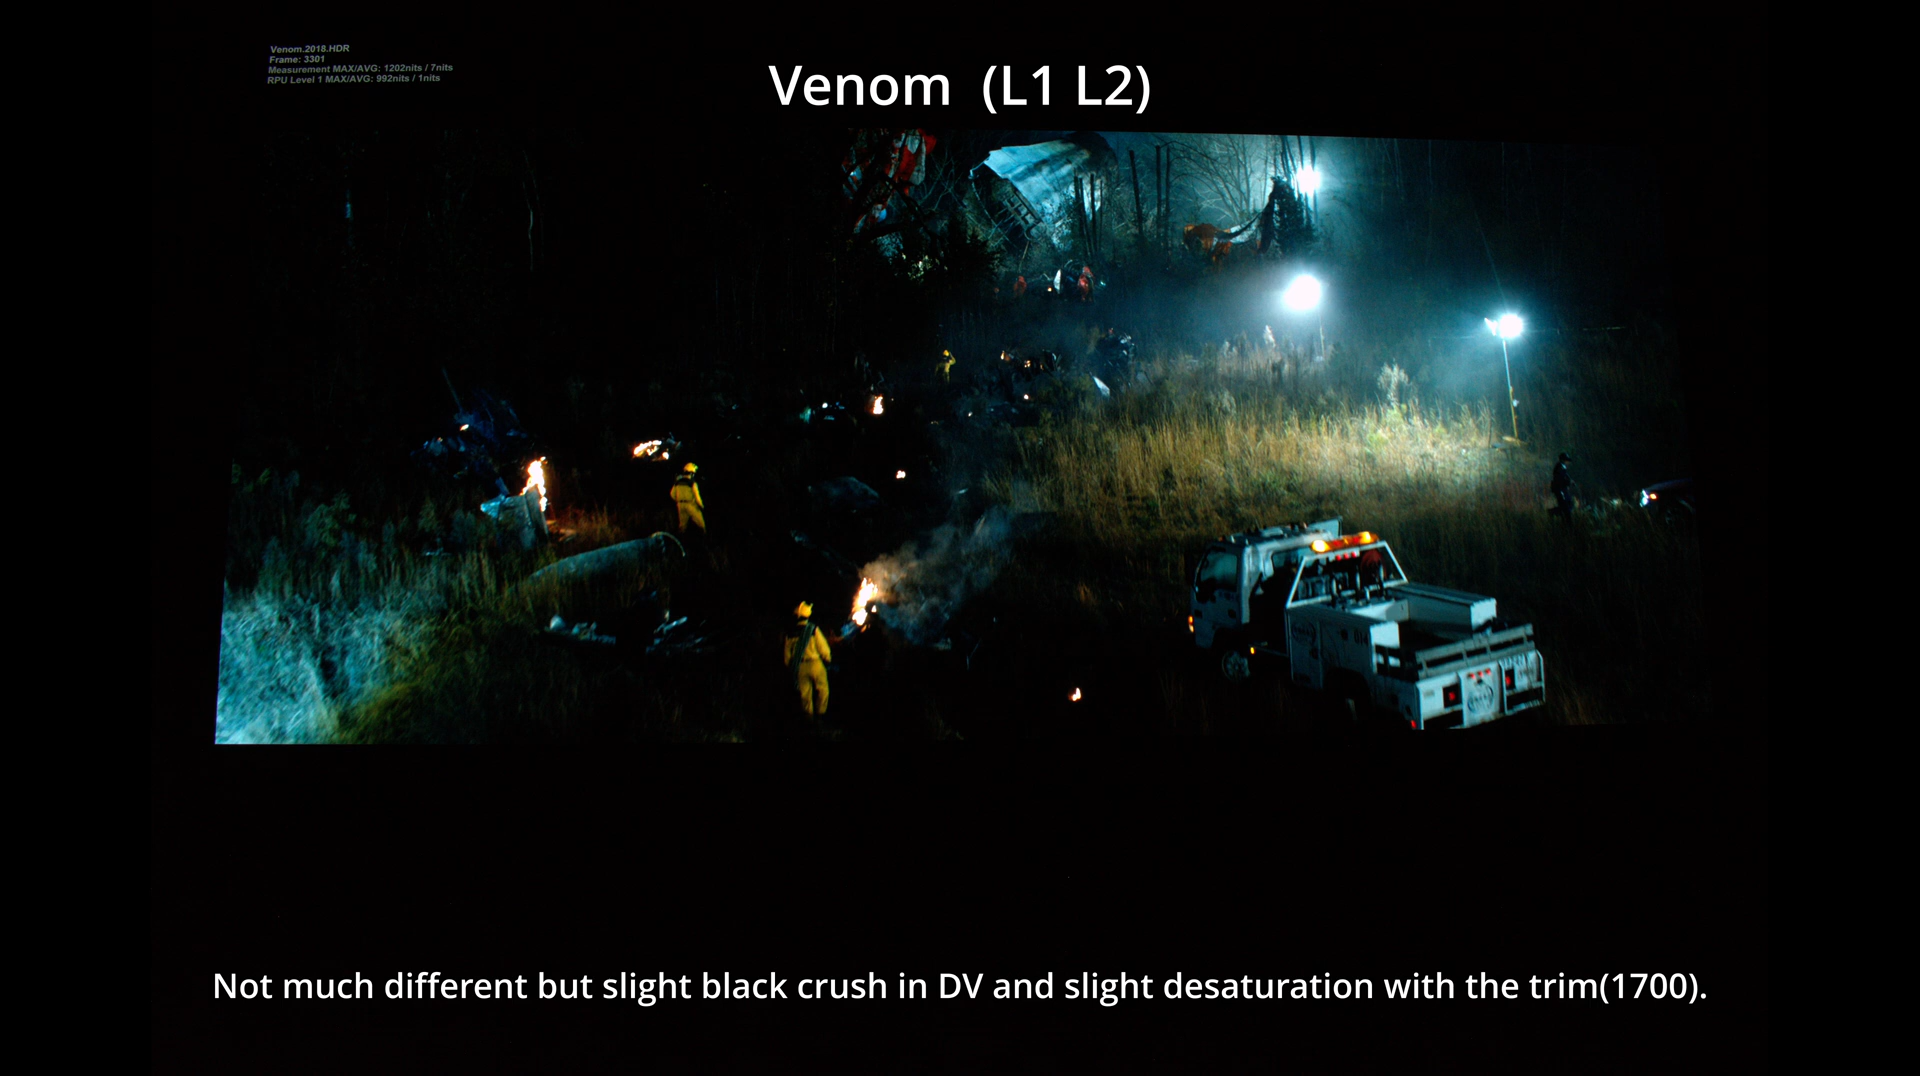 Venom.2018.HDR
Frame: 3301
Measurement MAX/AVG: 1202nits / 7nits
RPU Level 1 MAX/AVG: 992nits / 1nits
Venom (L1 L2)
Not much different but slight black crush in DV and slight desaturation with the trim(1700).